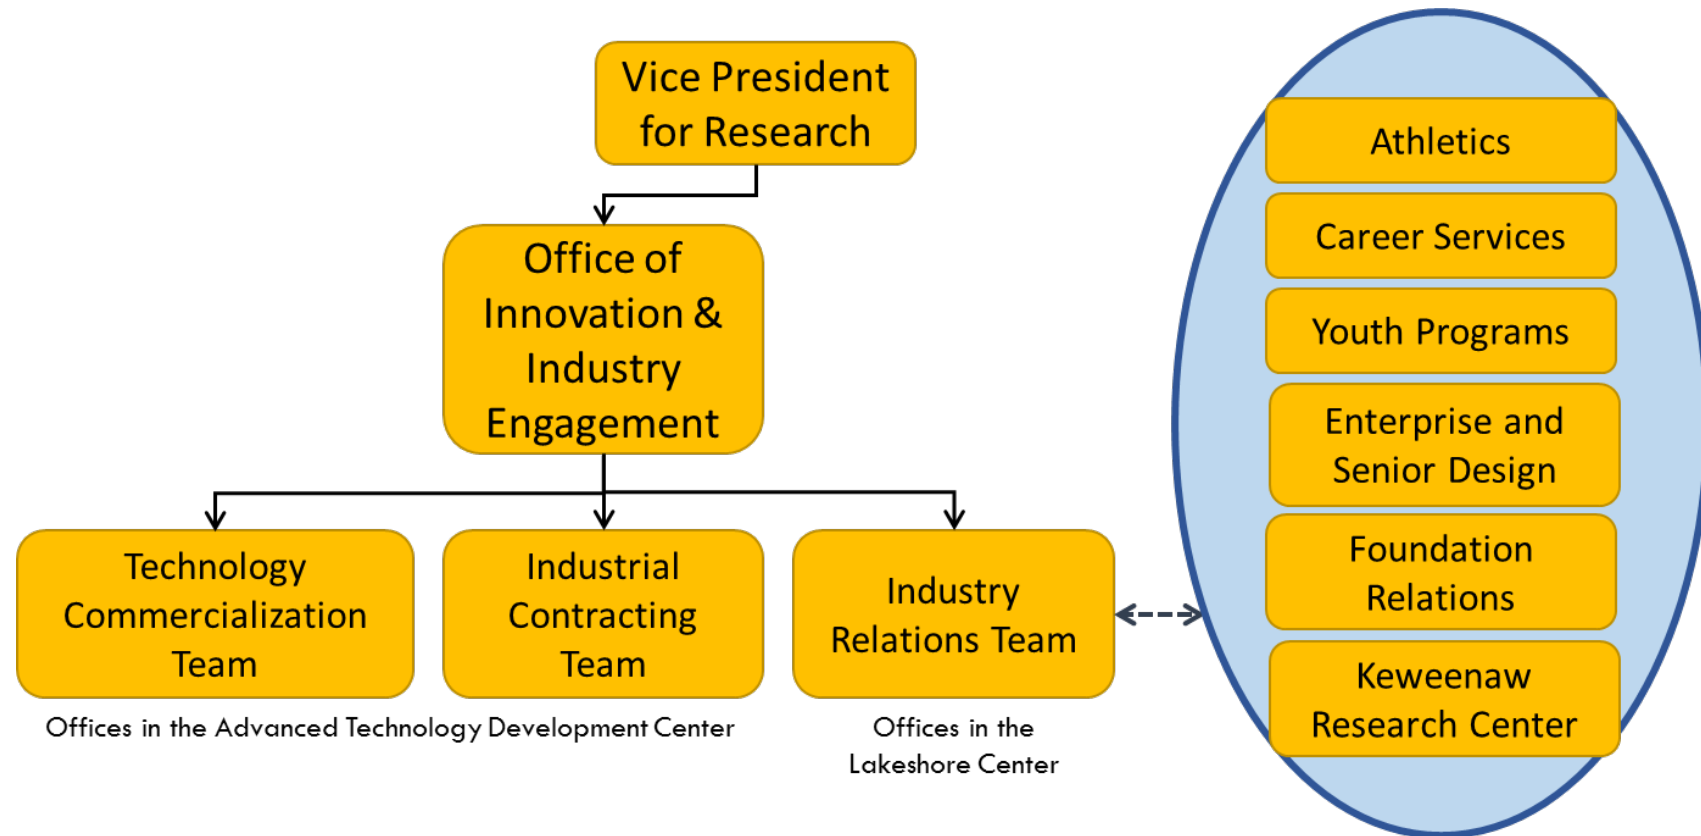 Vice President
for Research
Office of
Innovation &
Industry
Engagement
Technology
Commercialization
Team
Industrial
Contracting
Team
Industry
Relations Team
Offices in the Advanced Technology Development Center
Offices in the
Lakeshore Center
Athletics
Career Services
Youth Programs
Enterprise and
Senior Design
Foundation
Relations
Keweenaw
Research Center